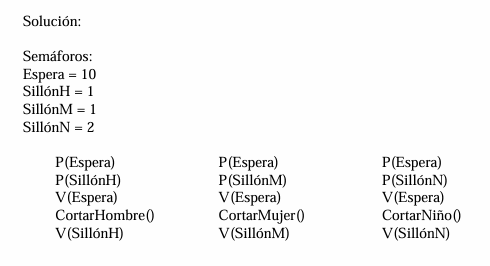 Solución:
Semáforos:
Espera = 10
SillónH = 1
SillónM = 1
SillónN = 2
P(Espera) P(Espera) P(Espera)
P(SillónH) P(SillónM) P(SillónN)
V(Espera) V(Espera) V(Espera)
CortarHombre() CortarMujer() CortarNiño()
V(SillónH) V(SillónM) V(SillónN)